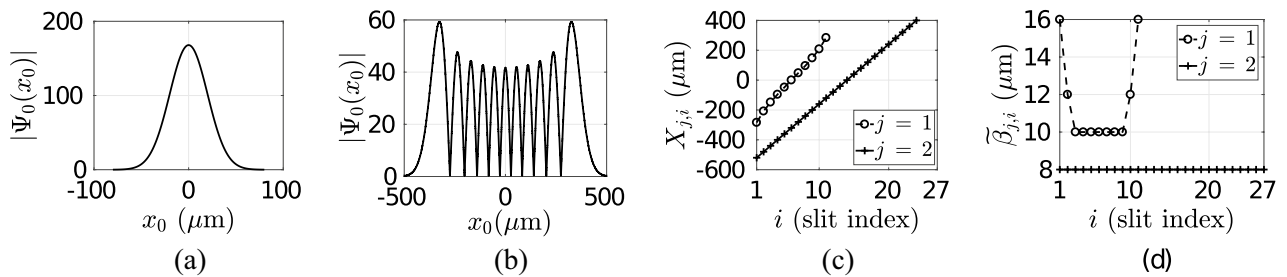 200
100
0
-100
0
100
|Ψ₀(x₀)|
x₀ (μm)
(a)
60
40
20
0
-500
0
500
|Ψ₀(x₀)|
x₀(μm)
(b)
400
200
0
-200
-400
-600
1
10
20
27
X_{j,i} (μm)
j = 1
j = 2
i (slit index)
(c)
16
14
12
10
8
1
10
20
27
β̃_{j,i} (μm)
j = 1
j = 2
i (slit index)
(d)